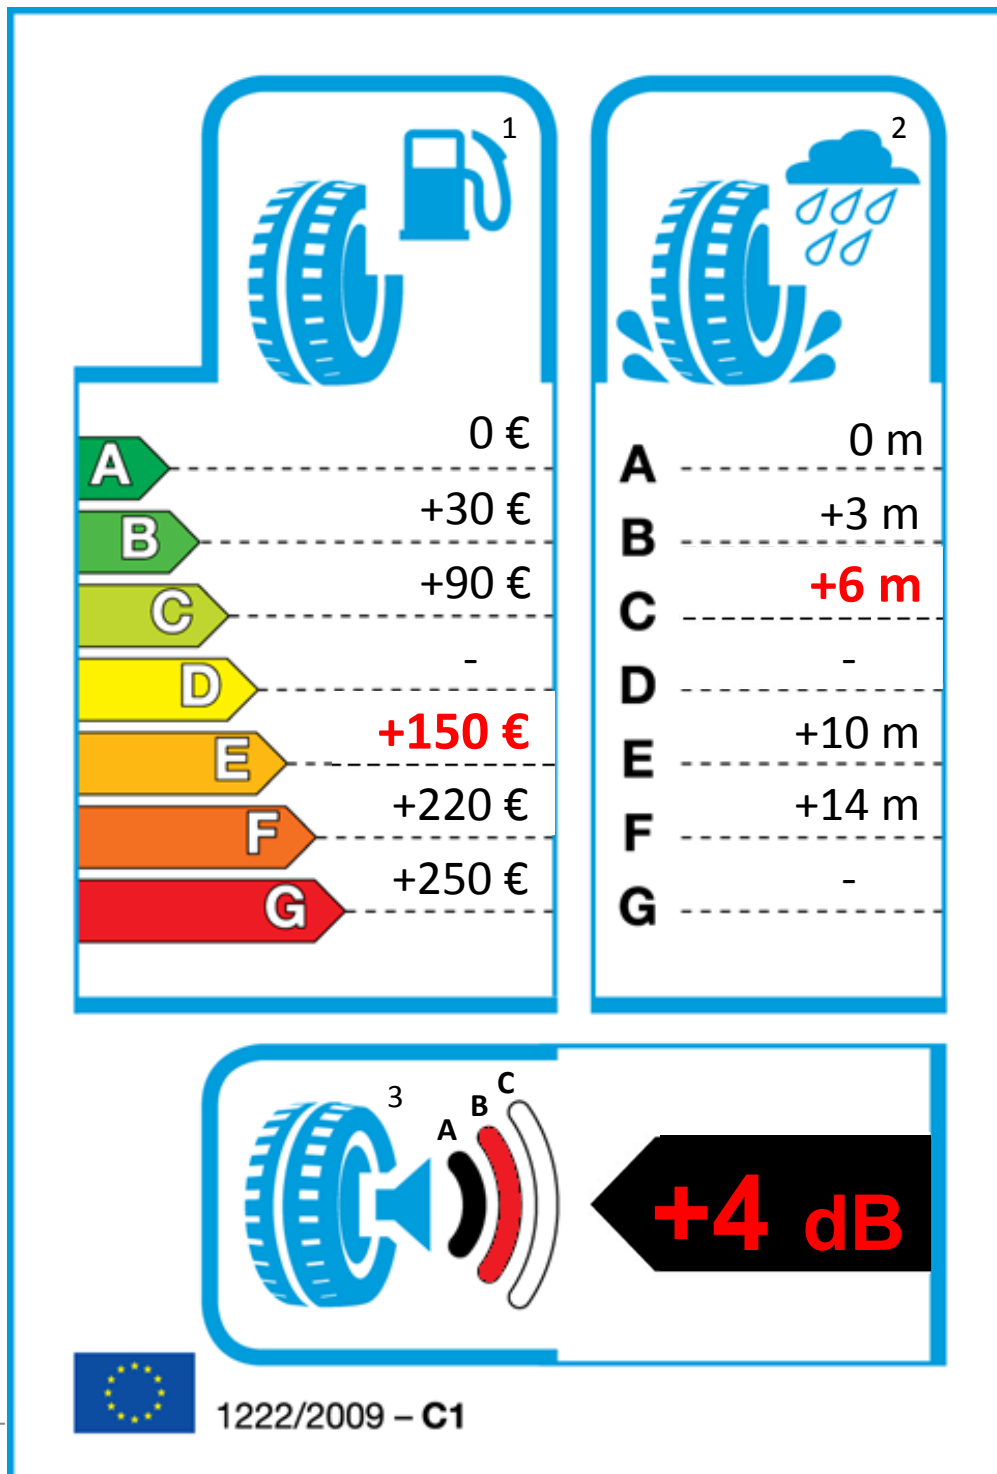 1
2
A 0 €
B +30 €
C +90 €
D -
E +150 €
F +220 €
G +250 €
A 0 m
B +3 m
C +6 m
D -
E +10 m
F +14 m
G -
3
A
B
C
+4 dB
1222/2009 – C1